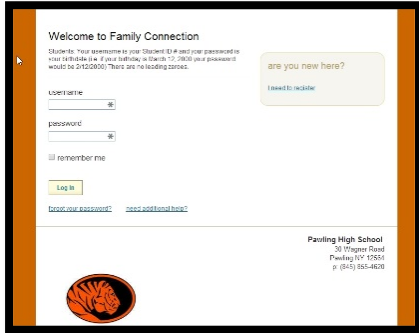 Welcome to Family Connection
Students: Your username is your Student ID # and your password is
your birthdate (i.e. if your birthday is March 12, 2000 your password
would be 2/12/2000) There are no leading zeroes.
are you new here?
I need to register
username
password
remember me
Log In
forgot your password? need additional help?
Pawling High School
30 Wagner Road
Pawling NY 12564
p: (845) 855-4620